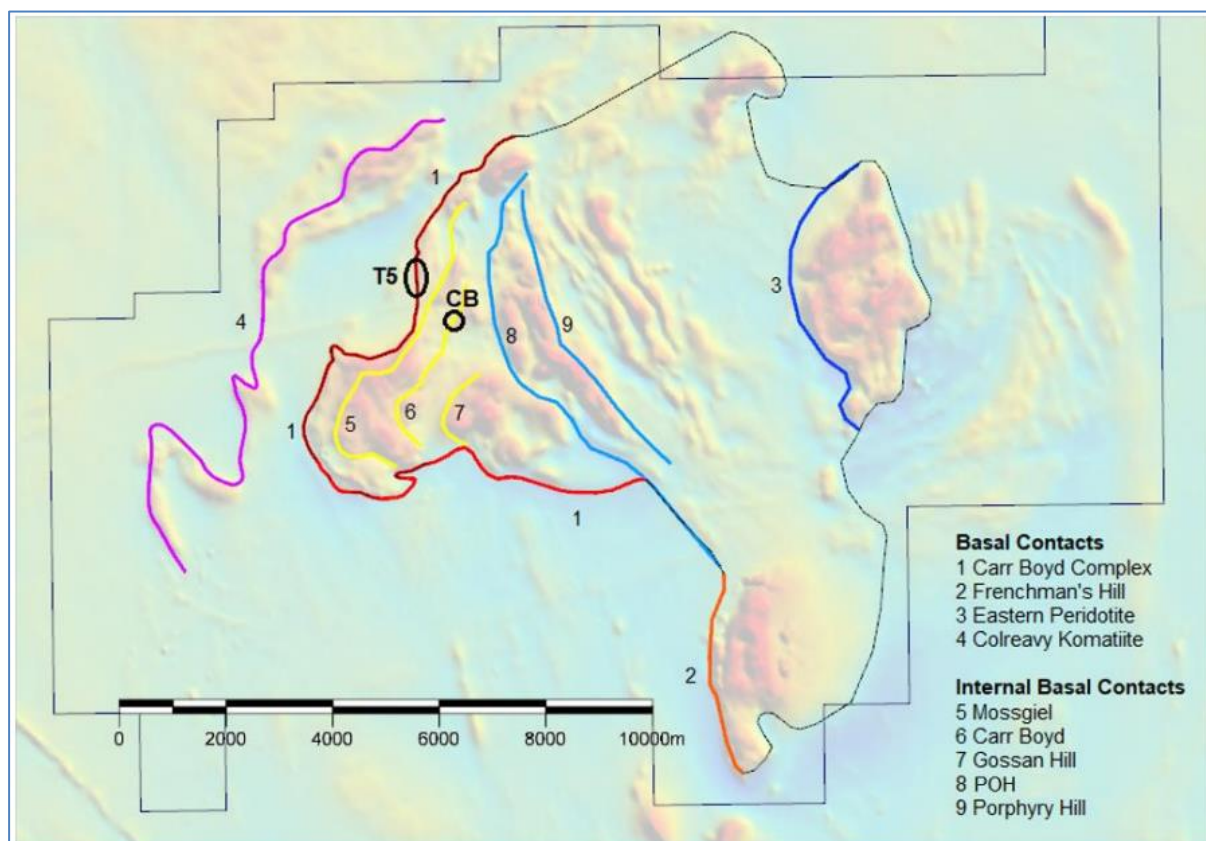 1
T5
CB
4
3
8
9
5
6
7
1
1
2
Basal Contacts
1 Carr Boyd Complex
2 Frenchman's Hill
3 Eastern Peridotite
4 Colreavy Komatiite
Internal Basal Contacts
5 Mossgiel
6 Carr Boyd
7 Gossan Hill
8 POH
9 Porphyry Hill
0 2000 4000 6000 8000 10000m